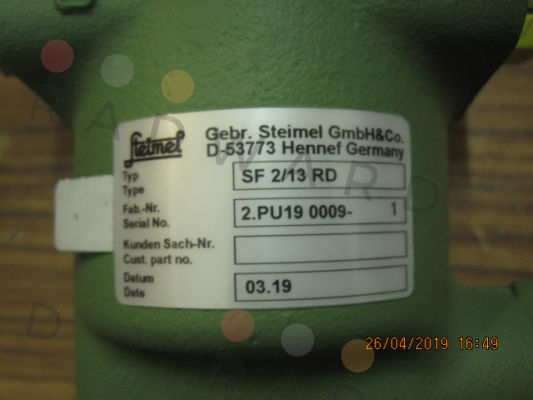 Steimel
Gebr. Steimel GmbH&Co.
D-53773 Hennef Germany
Typ
Type
SF 2/13 RD
Fab.-Nr.
Serial No.
2.PU19 0009- 1
Kunden Sach-Nr.
Cust. part no.
Datum
Date
03.19
26/04/2019 16:49
RADWARD